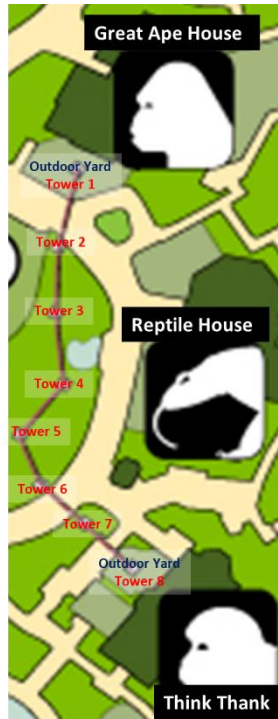 Great Ape House
Outdoor Yard
Tower 1
Tower 2
Tower 3
Reptile House
Tower 4
Tower 5
Tower 6
Tower 7
Outdoor Yard
Tower 8
Think Thank